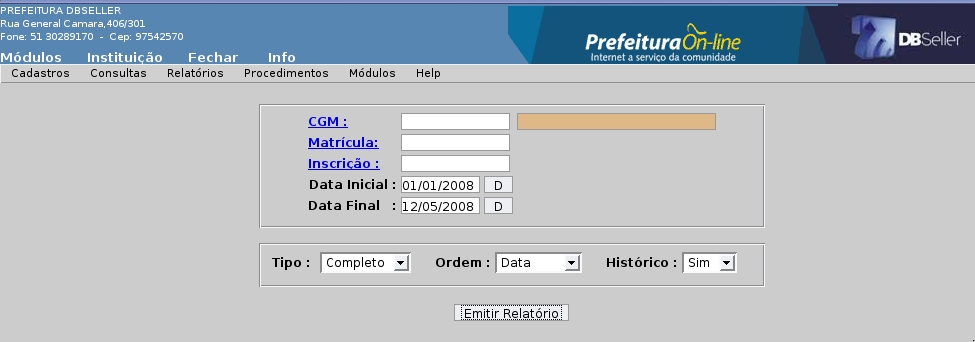 PREFEITURA DBSELLER
Rua General Camara,406/301
Fone: 51 30289170 - Cep: 97542570
Prefeitura On-line
Internet a serviço da comunidade
DBSeller
Módulos Instituição Fechar Info
Cadastros Consultas Relatórios Procedimentos Módulos Help
CGM :
Matrícula:
Inscrição :
Data Inicial : 01/01/2008 D
Data Final : 12/05/2008 D
Tipo : Completo Ordem : Data Histórico : Sim
Emitir Relatório